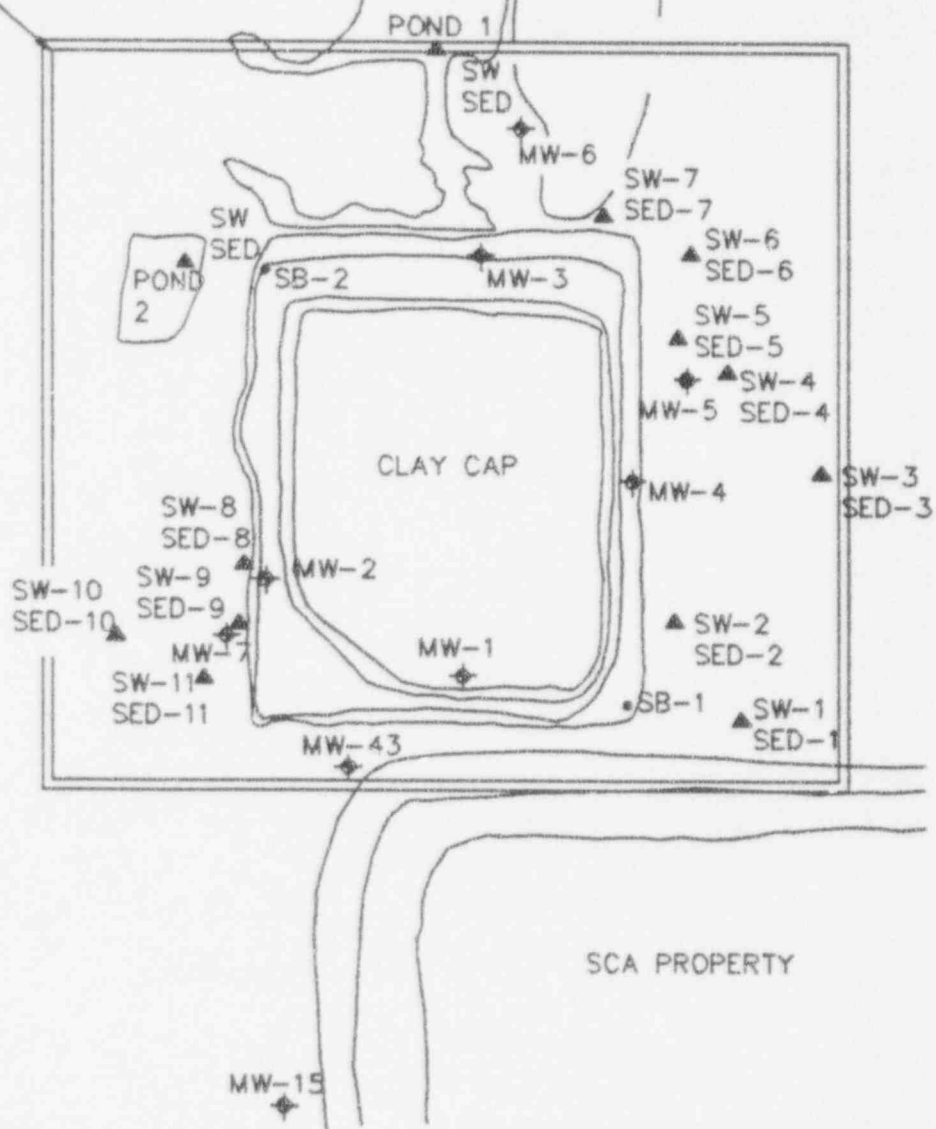 POND 1
SW
SED
MW-6
SW-7
SED-7
SW
SED
SW-6
SED-6
POND
2
SB-2
MW-3
SW-5
SED-5
SW-4
SED-4
MW-5
CLAY CAP
MW-4
SW-3
SED-3
SW-8
SED-8
MW-2
SW-9
SED-9
SW-10
SED-10
MW-7
SW-11
SED-11
MW-1
SW-2
SED-2
SB-1
SW-1
SED-1
MW-43
SCA PROPERTY
MW-15